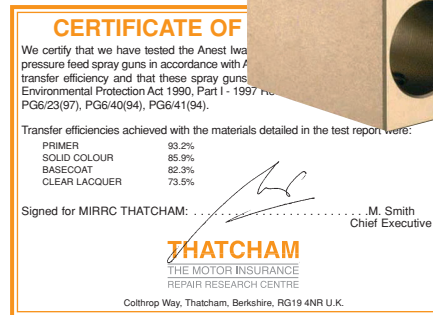 CERTIFICATE OF
We certify that we have tested the Anest
pressure feed spray guns in accordance with
transfer efficiency and that these spray guns
Environmental Protection Act 1990, Part I - 1997
PG6/23(97), PG6/40(94), PG6/41(94).
Transfer efficiencies achieved with the materials detailed in the test report were:
PRIMER 93.2%
SOLID COLOUR 85.9%
BASECOAT 82.3%
CLEAR LACQUER 73.5%
Signed for MIRRC THATCHAM: M. Smith
Chief Executive
THATCHAM
THE MOTOR INSURANCE
REPAIR RESEARCH CENTRE
Colthrop Way, Thatcham, Berkshire, RG19 4NR U.K.